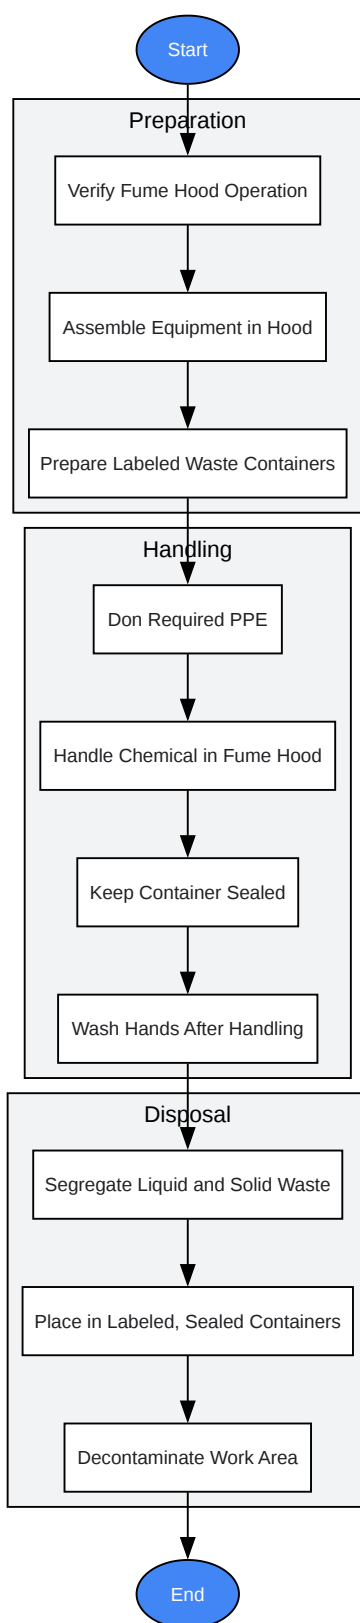 Start
Preparation
Verify Fume Hood Operation
Assemble Equipment in Hood
Prepare Labeled Waste Containers
Handling
Don Required PPE
Handle Chemical in Fume Hood
Keep Container Sealed
Wash Hands After Handling
Disposal
Segregate Liquid and Solid Waste
Place in Labeled, Sealed Containers
Decontaminate Work Area
End